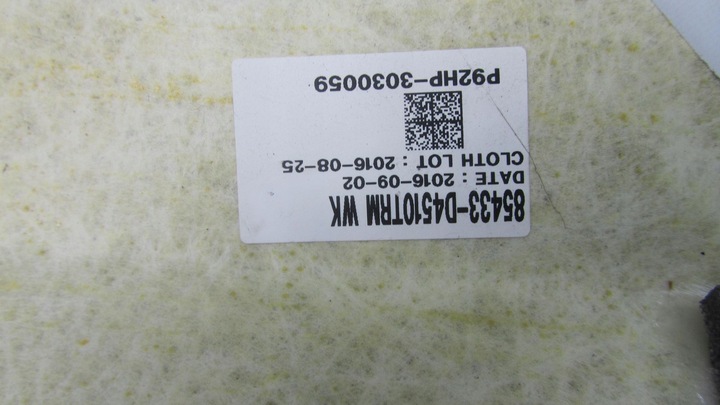 85433-D4510TRM WK
DATE : 2016-09-02
CLOTH LOT : 2016-08-25
P92HP-3030059